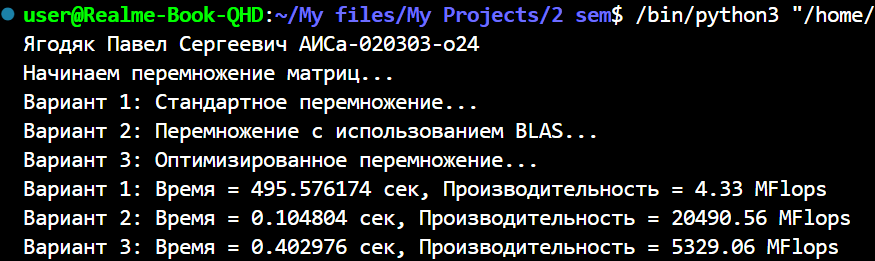 user@Realme-Book-QHD:~/My files/My Projects/2 sem$ /bin/python3 "/home/
Ягодяк Павел Сергеевич АИСа-020303-о24
Начинаем перемножение матриц...
Вариант 1: Стандартное перемножение...
Вариант 2: Перемножение с использованием BLAS...
Вариант 3: Оптимизированное перемножение...
Вариант 1: Время = 495.576174 сек, Производительность = 4.33 MFlops
Вариант 2: Время = 0.104804 сек, Производительность = 20490.56 MFlops
Вариант 3: Время = 0.402976 сек, Производительность = 5329.06 MFlops